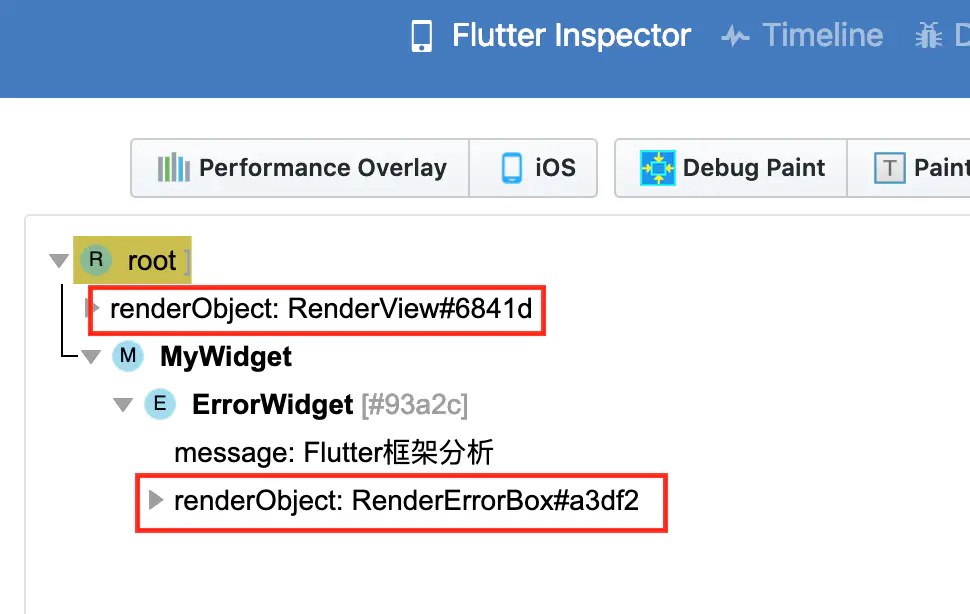 Flutter Inspector Timeline D
Performance Overlay iOS Debug Paint T Paint
R root ]
renderObject: RenderView#6841d
M MyWidget
E ErrorWidget [#93a2c]
message: Flutter框架分析
renderObject: RenderErrorBox#a3df2